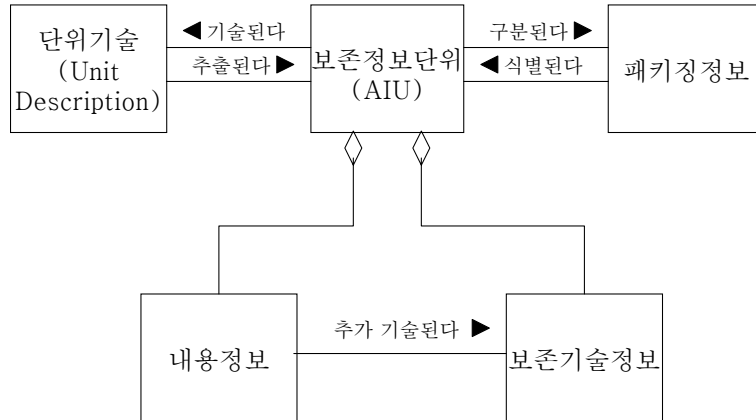 ◀ 기술된다
구분된다 ▶
단위기술
(Unit
Description)
추출된다 ▶
보존정보단위
(AIU)
◀ 식별된다
패키징정보
추가 기술된다 ▶
내용정보
보존기술정보